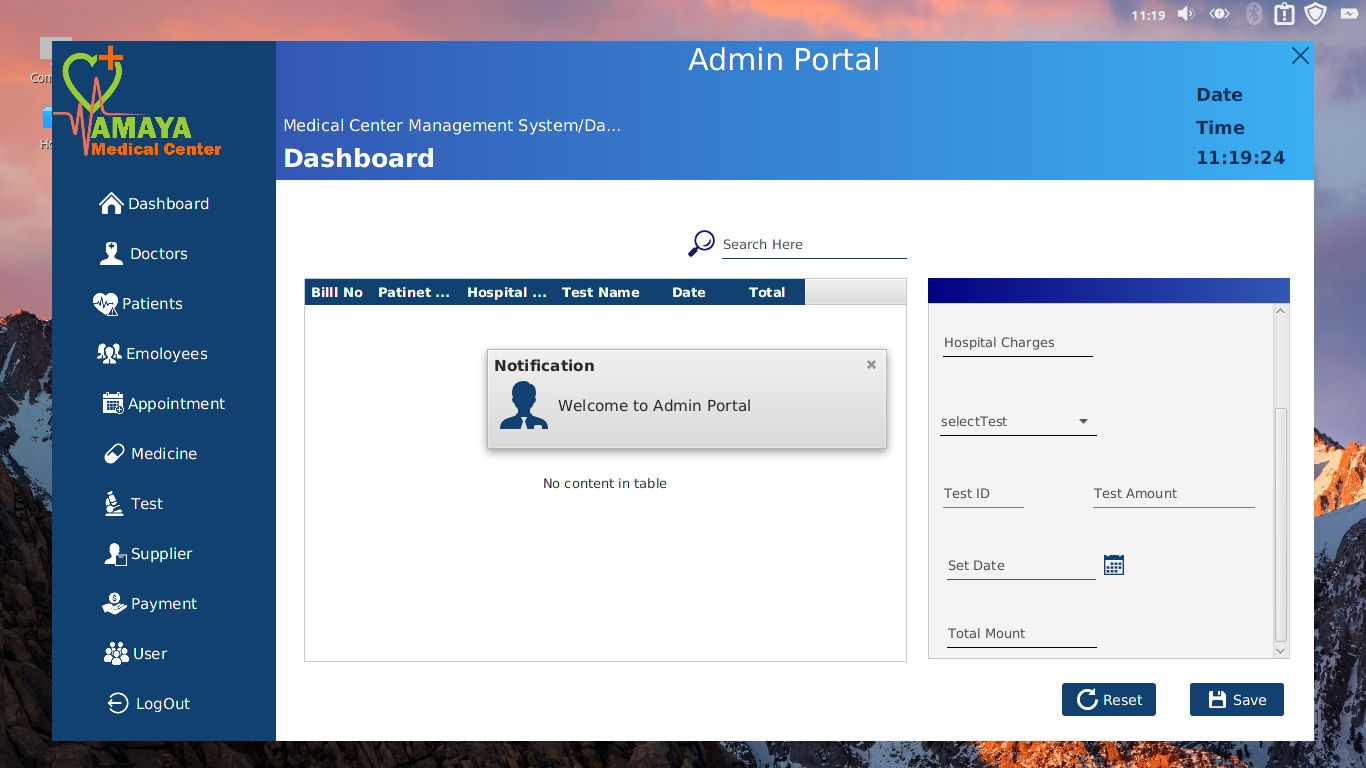 11:19
Com
Ho
AMAYA
Medical Center
Admin Portal
Medical Center Management System/Da...
Dashboard
Date
Time
11:19:24
Dashboard
Doctors
Patients
Emoloyees
Appointment
Medicine
Test
Supplier
Payment
User
LogOut
Search Here
Billl No Patinet ... Hospital ... Test Name Date Total
Notification
Welcome to Admin Portal
No content in table
Hospital Charges
selectTest
Test ID Test Amount
Set Date
Total Mount
Reset Save